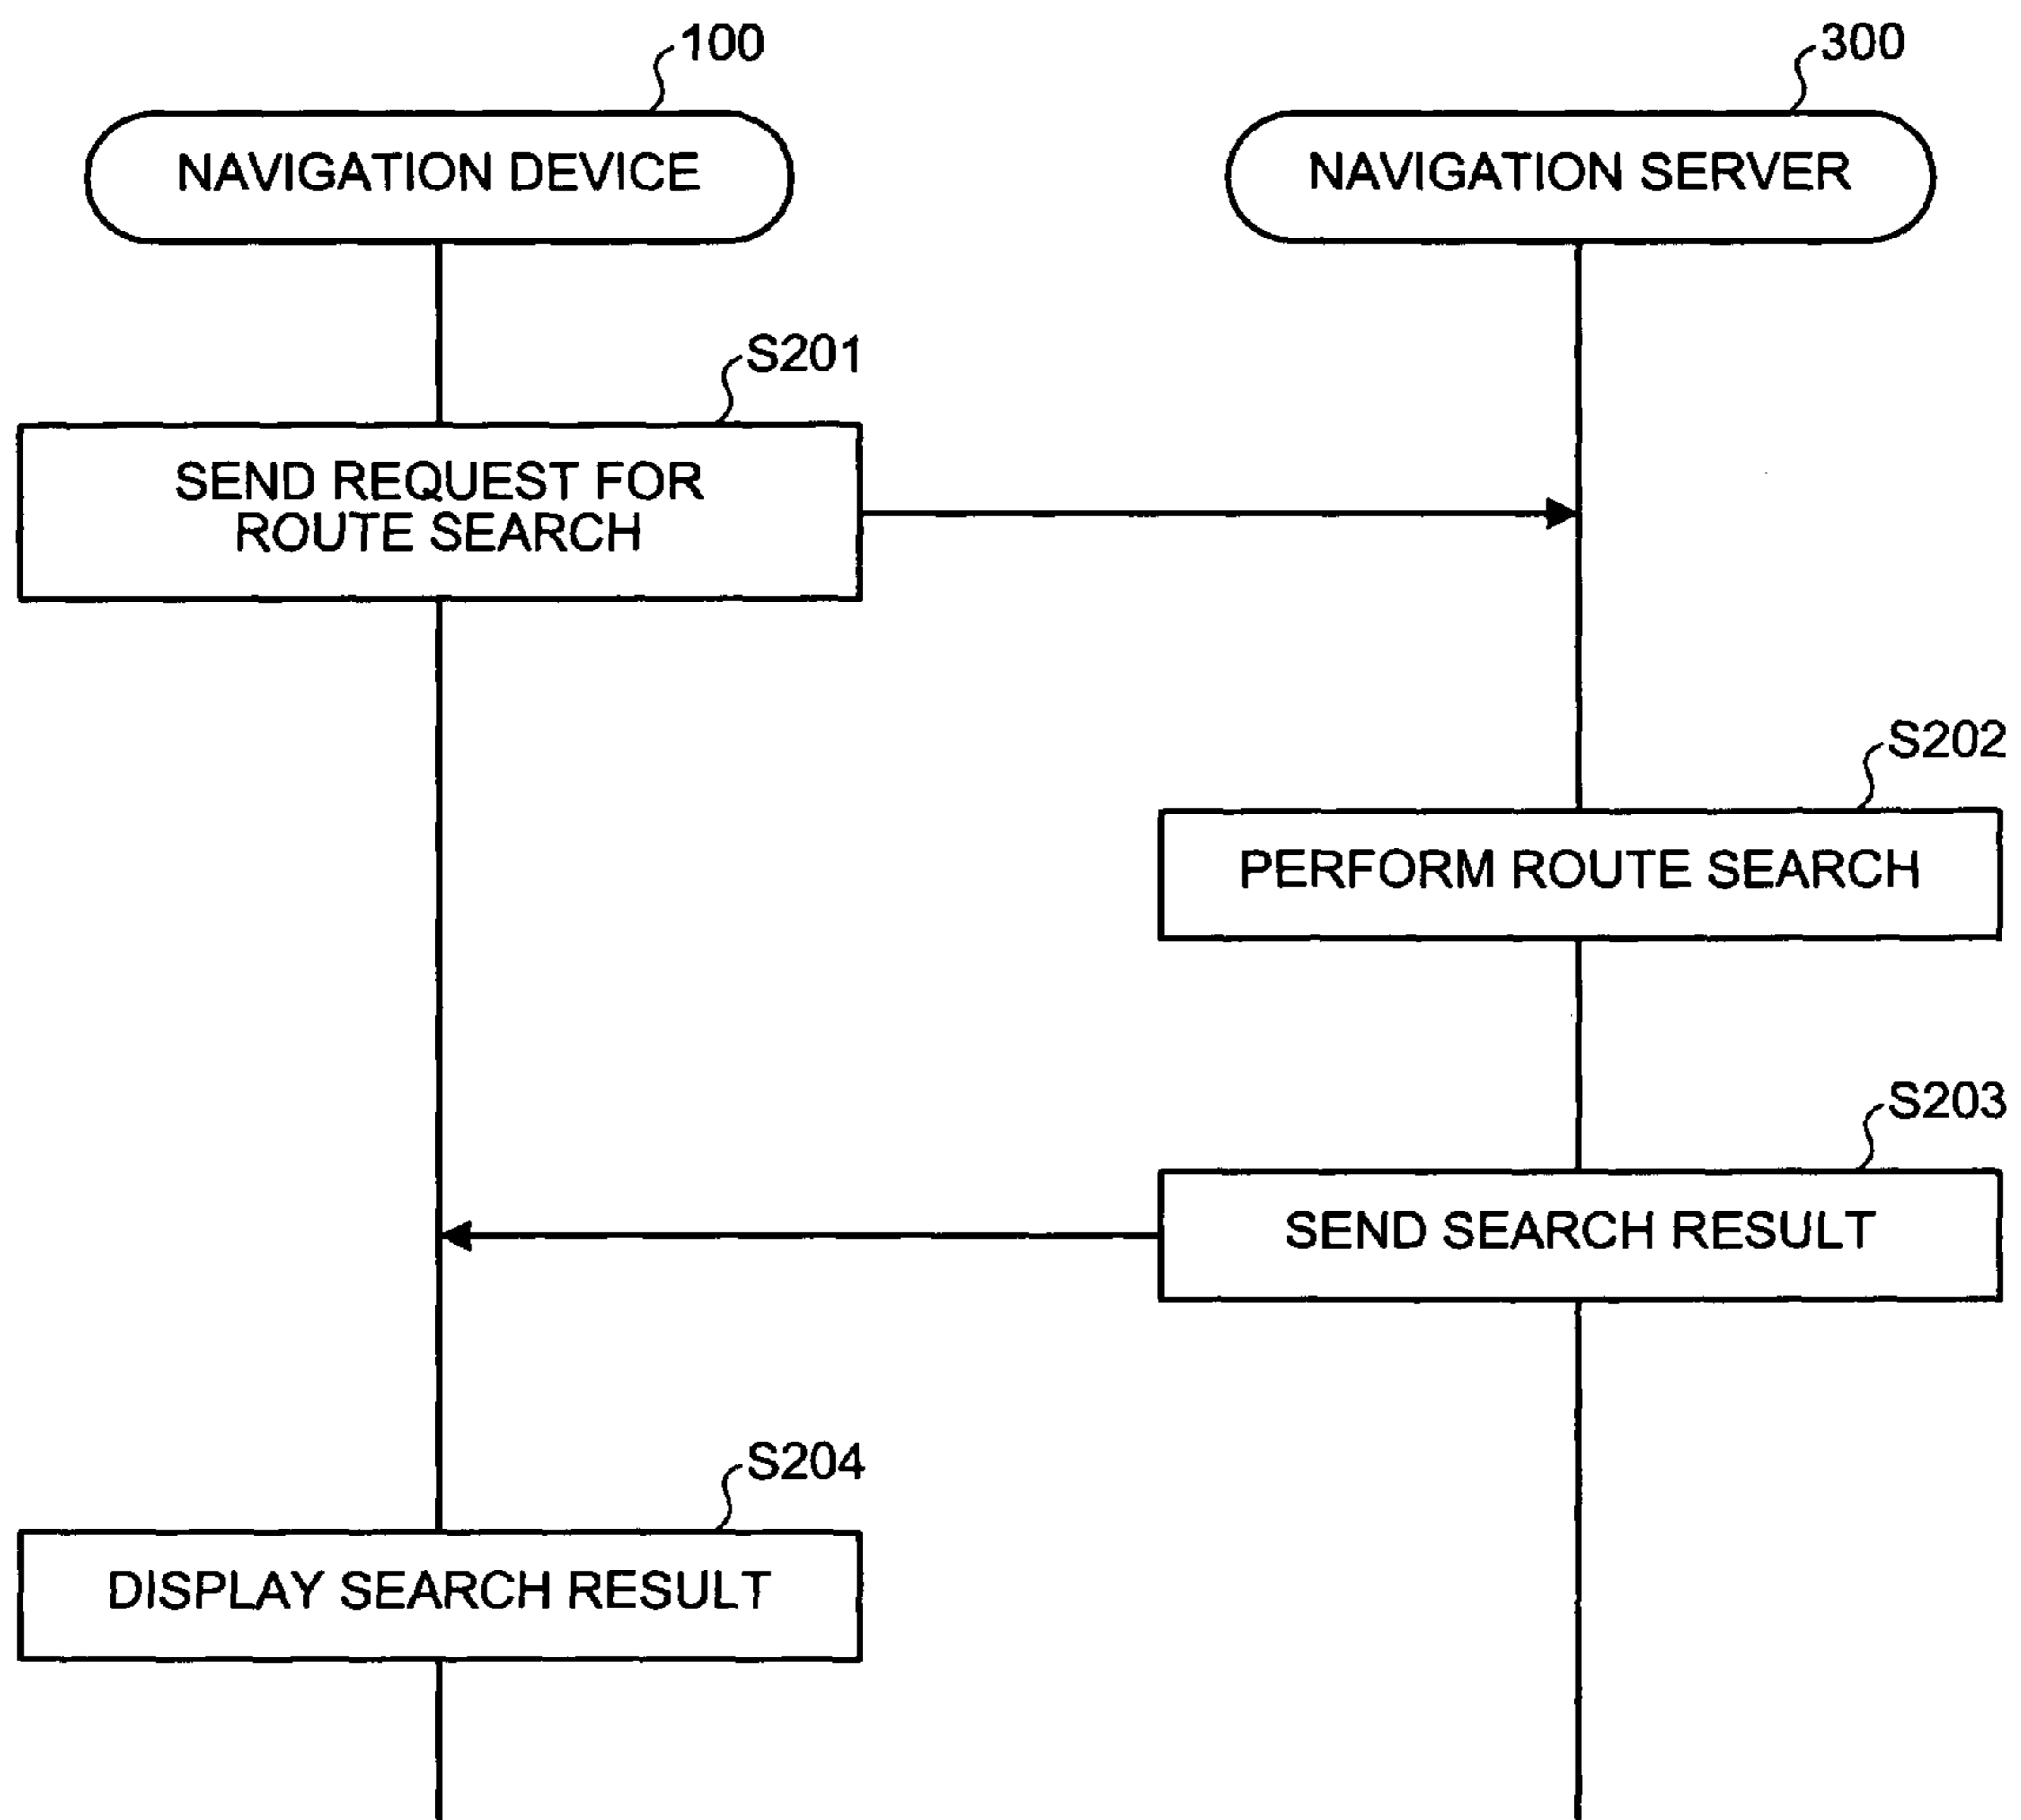 100
300
NAVIGATION DEVICE
NAVIGATION SERVER
S201
SEND REQUEST FOR
ROUTE SEARCH
S202
PERFORM ROUTE SEARCH
S203
SEND SEARCH RESULT
S204
DISPLAY SEARCH RESULT